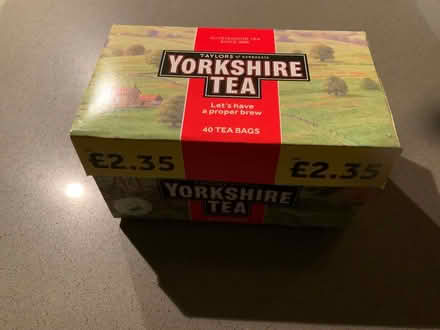 TAYLORS of HARROGATE
YORKSHIRE
TEA
Let's have
a proper brew
40 TEA BAGS
£2.35 £2.35
YORKSHIRE
TEA